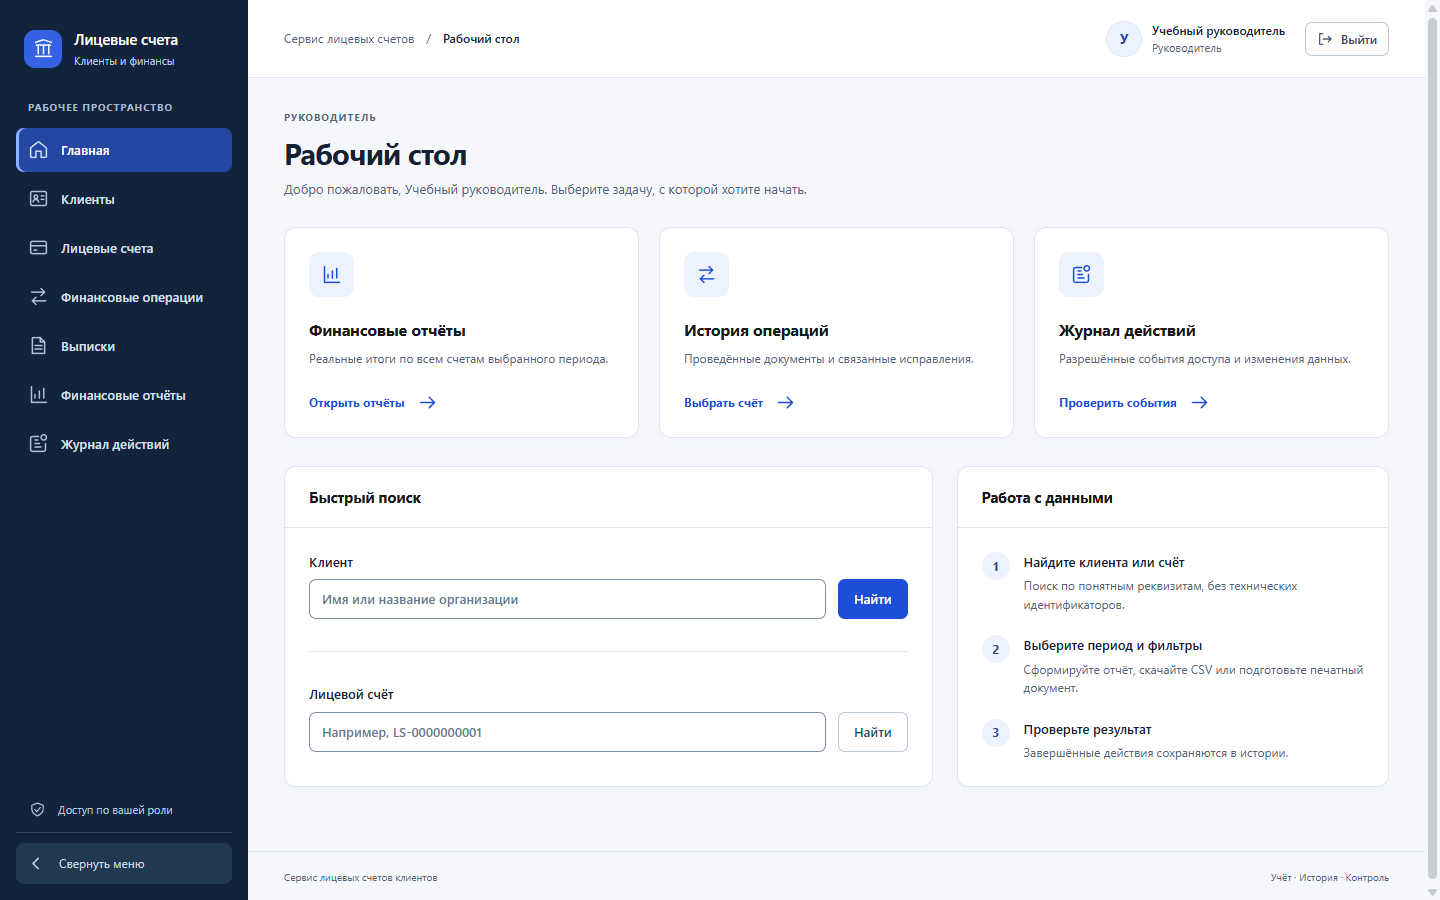 Лицевые счета
Клиенты и финансы
РАБОЧЕЕ ПРОСТРАНСТВО
Главная
Клиенты
Лицевые счета
Финансовые операции
Выписки
Финансовые отчёты
Журнал действий
Доступ по вашей роли
Свернуть меню
Сервис лицевых счетов / Рабочий стол
У
Учебный руководитель
Руководитель
Выйти
РУКОВОДИТЕЛЬ
Рабочий стол
Добро пожаловать, Учебный руководитель. Выберите задачу, с которой хотите начать.
Финансовые отчёты
Реальные итоги по всем счетам выбранного периода.
Открыть отчёты
История операций
Проведённые документы и связанные исправления.
Выбрать счёт
Журнал действий
Разрешённые события доступа и изменения данных.
Проверить события
Быстрый поиск
Клиент
Имя или название организации
Найти
Лицевой счёт
Например, LS-0000000001
Найти
Работа с данными
1
Найдите клиента или счёт
Поиск по понятным реквизитам, без технических
идентификаторов.
2
Выберите период и фильтры
Сформируйте отчёт, скачайте CSV или подготовьте печатный
документ.
3
Проверьте результат
Завершённые действия сохраняются в истории.
Сервис лицевых счетов клиентов
Учёт · История · Контроль